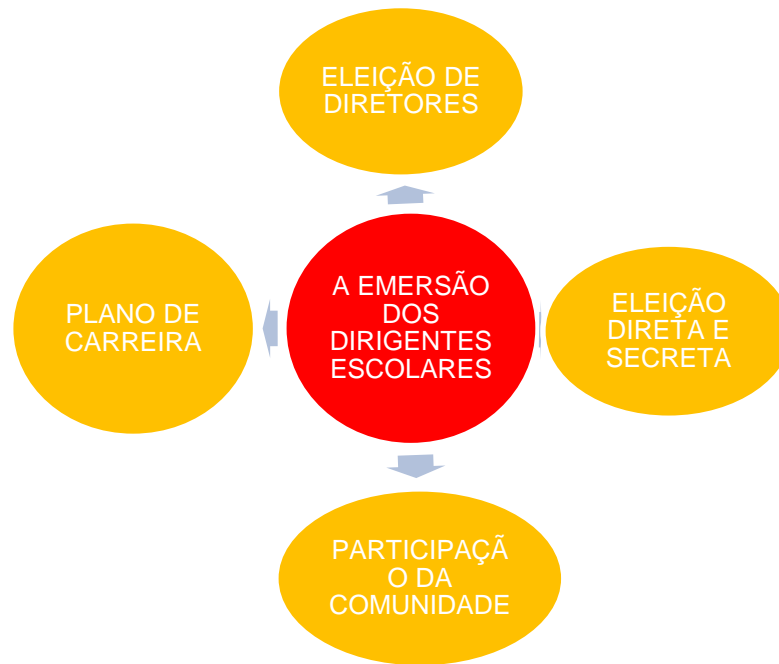 ELEIÇÃO DE
DIRETORES
PLANO DE
CARREIRA
A EMERSÃO
DOS
DIRIGENTES
ESCOLARES
ELEIÇÃO
DIRETA E
SECRETA
PARTICIPAÇÃ
O DA
COMUNIDADE